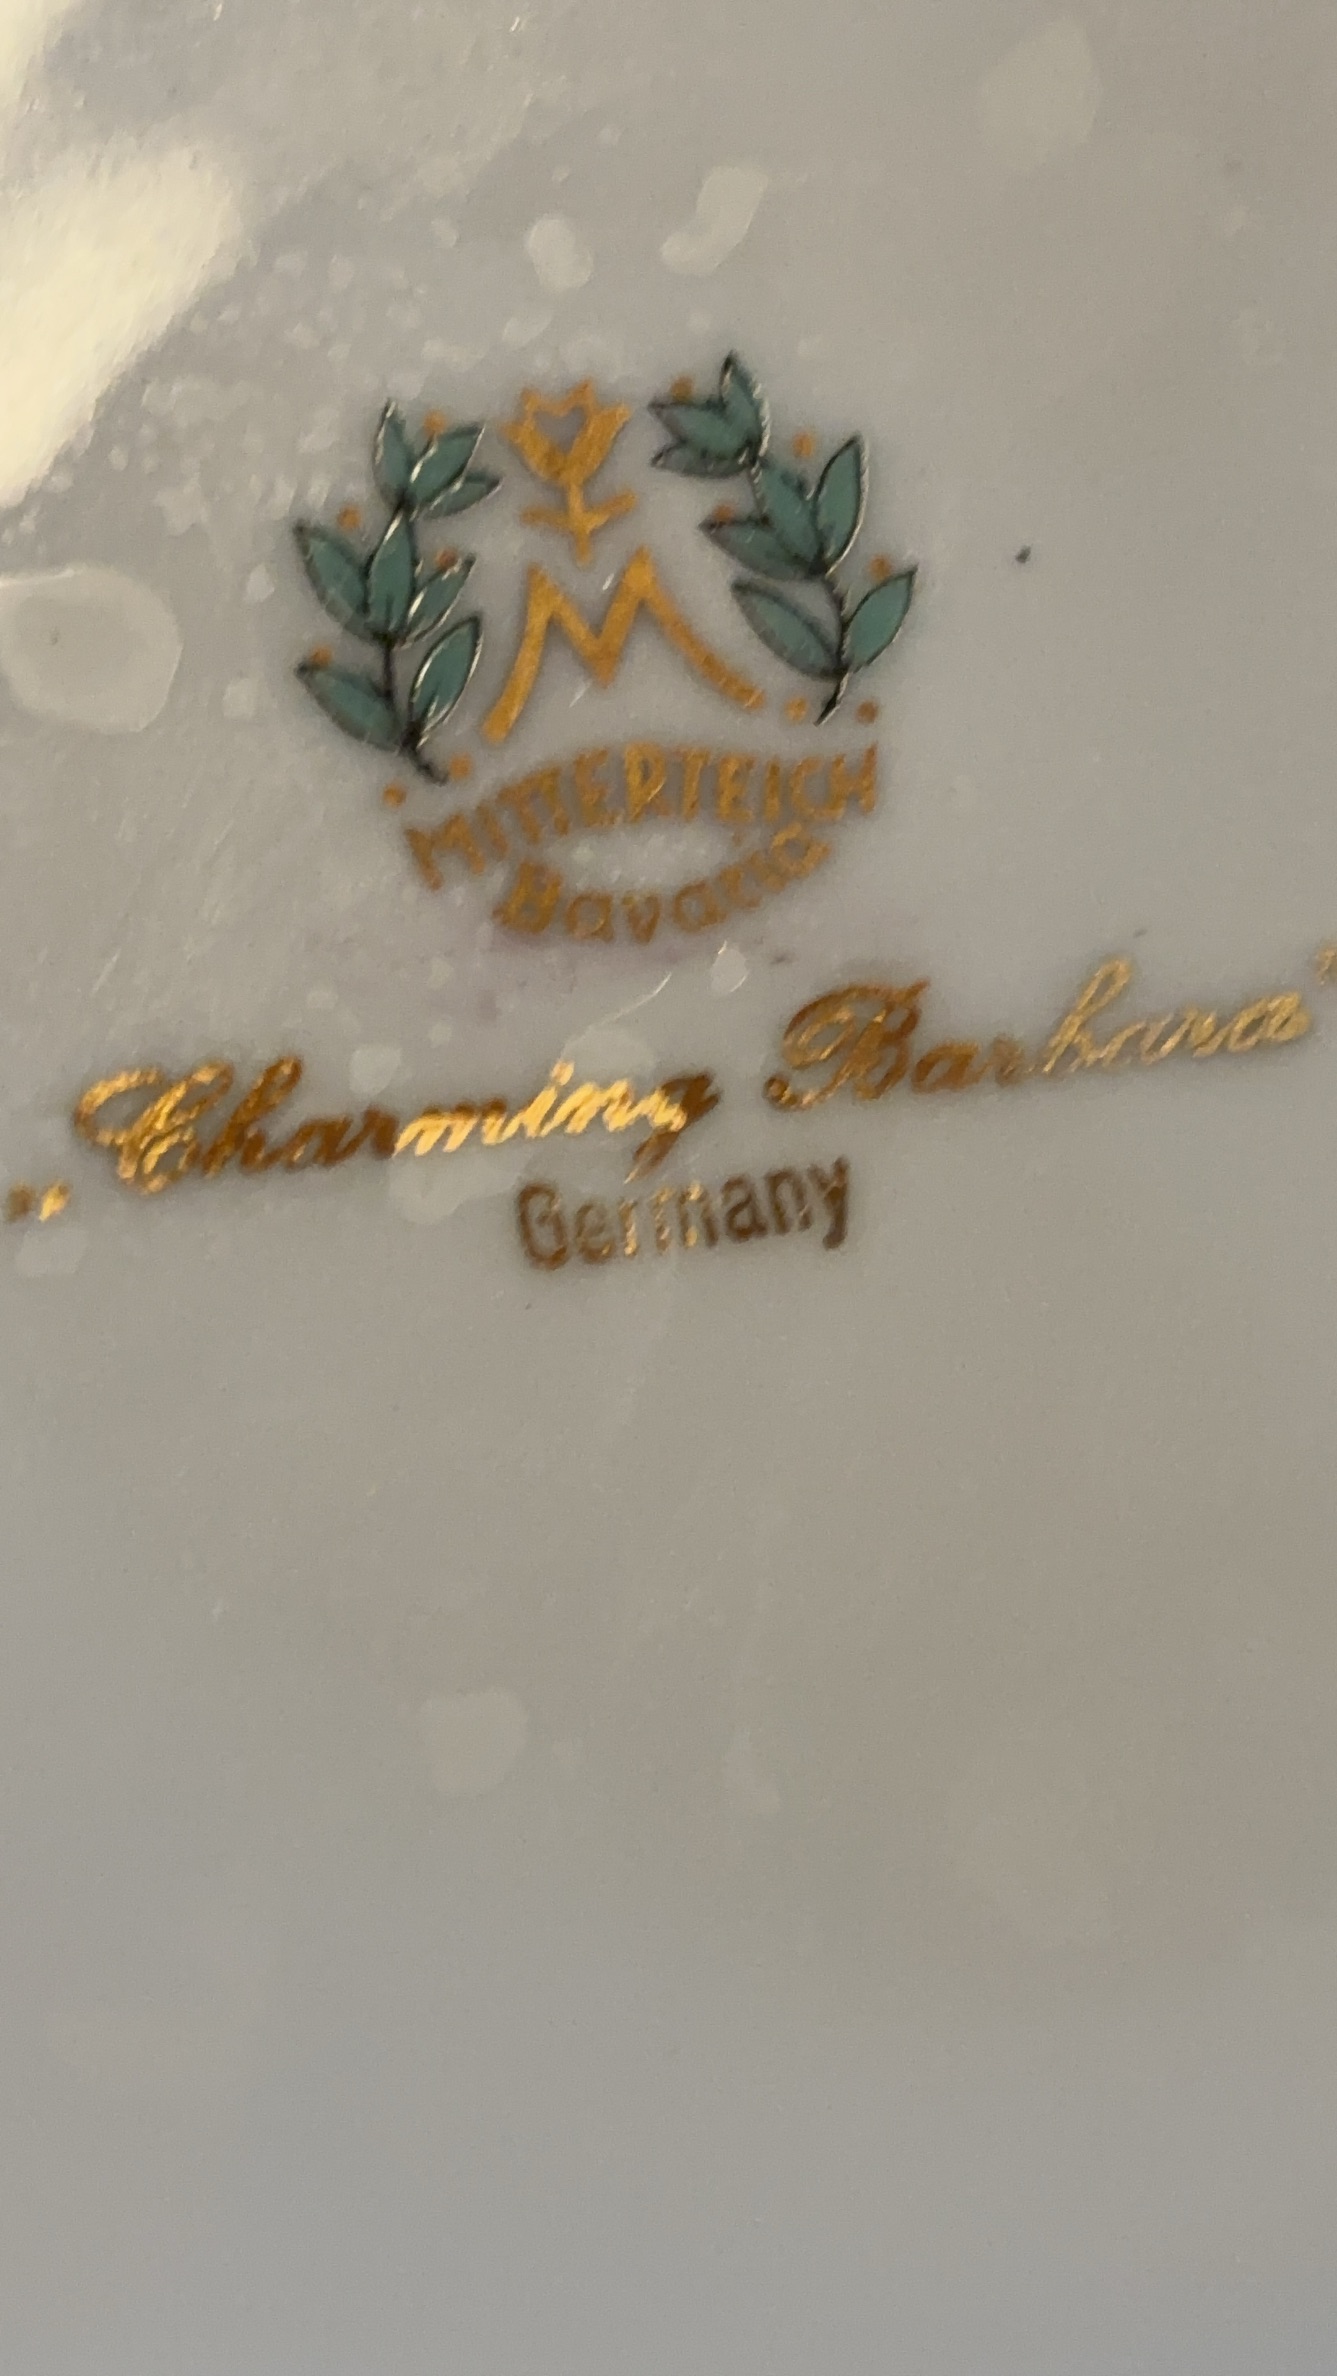 M
MITTERTEICH
Bavaria
„Charming Barbara"
Germany